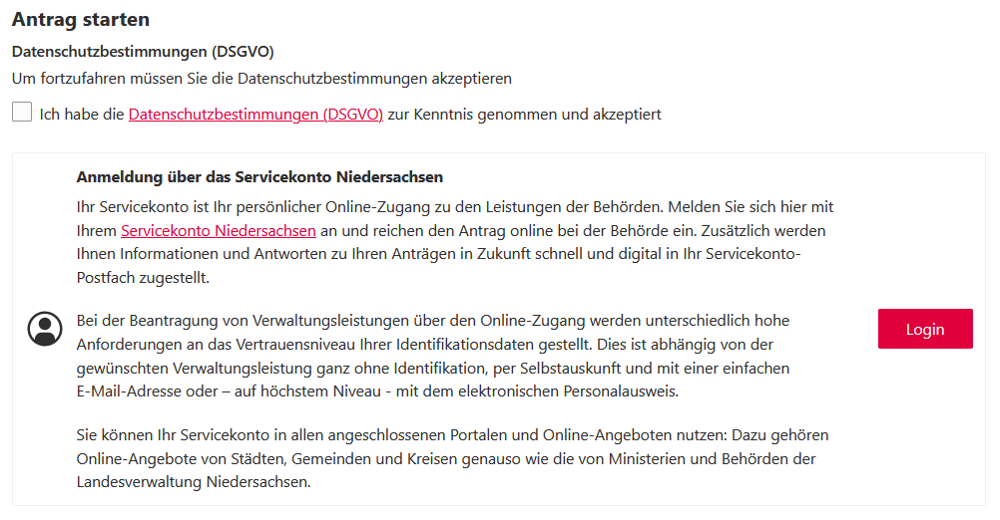 Antrag starten
Datenschutzbestimmungen (DSGVO)
Um fortzufahren müssen Sie die Datenschutzbestimmungen akzeptieren
Ich habe die Datenschutzbestimmungen (DSGVO) zur Kenntnis genommen und akzeptiert
Anmeldung über das Servicekonto Niedersachsen
Ihr Servicekonto ist Ihr persönlicher Online-Zugang zu den Leistungen der Behörden. Melden Sie sich hier mit
Ihrem Servicekonto Niedersachsen an und reichen den Antrag online bei der Behörde ein. Zusätzlich werden
Ihnen Informationen und Antworten zu Ihren Anträgen in Zukunft schnell und digital in Ihr Servicekonto-
Postfach zugestellt.
Bei der Beantragung von Verwaltungsleistungen über den Online-Zugang werden unterschiedlich hohe
Anforderungen an das Vertrauensniveau Ihrer Identifikationsdaten gestellt. Dies ist abhängig von der
gewünschten Verwaltungsleistung ganz ohne Identifikation, per Selbstauskunft und mit einer einfachen
E-Mail-Adresse oder – auf höchstem Niveau - mit dem elektronischen Personalausweis.
Sie können Ihr Servicekonto in allen angeschlossenen Portalen und Online-Angeboten nutzen: Dazu gehören
Online-Angebote von Städten, Gemeinden und Kreisen genauso wie die von Ministerien und Behörden der
Landesverwaltung Niedersachsen.
Login